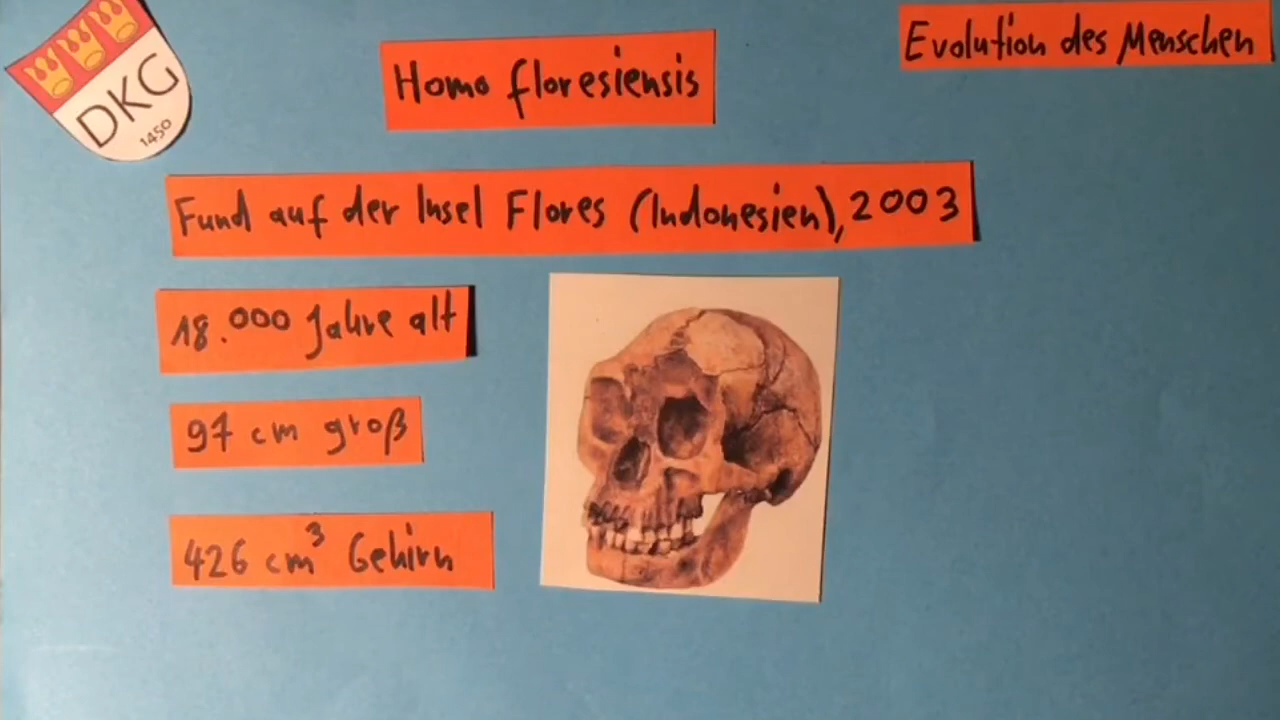 DKG
1450
Homo floresiensis
Evolution des Menschen
Fund auf der Insel Flores (Indonesien), 2003
18.000 Jahre alt
97 cm groß
426 cm³ Gehirn